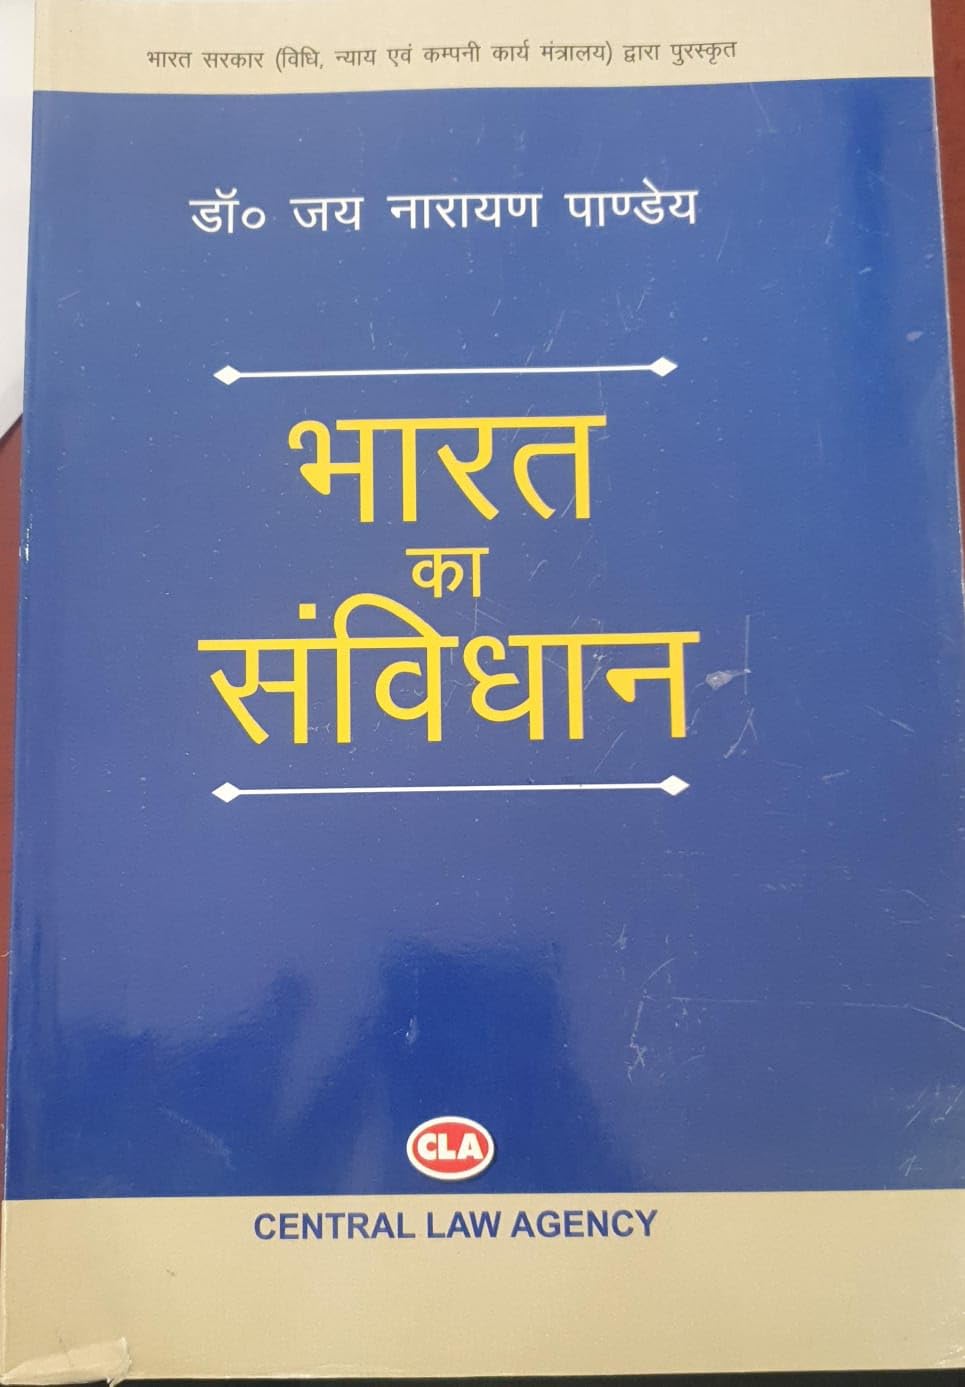 भारत सरकार (विधि, न्याय एवं कम्पनी कार्य मंत्रालय) द्वारा पुरस्कृत
डॉ० जय नारायण पाण्डेय
भारत
का
संविधान
CLA
CENTRAL LAW AGENCY